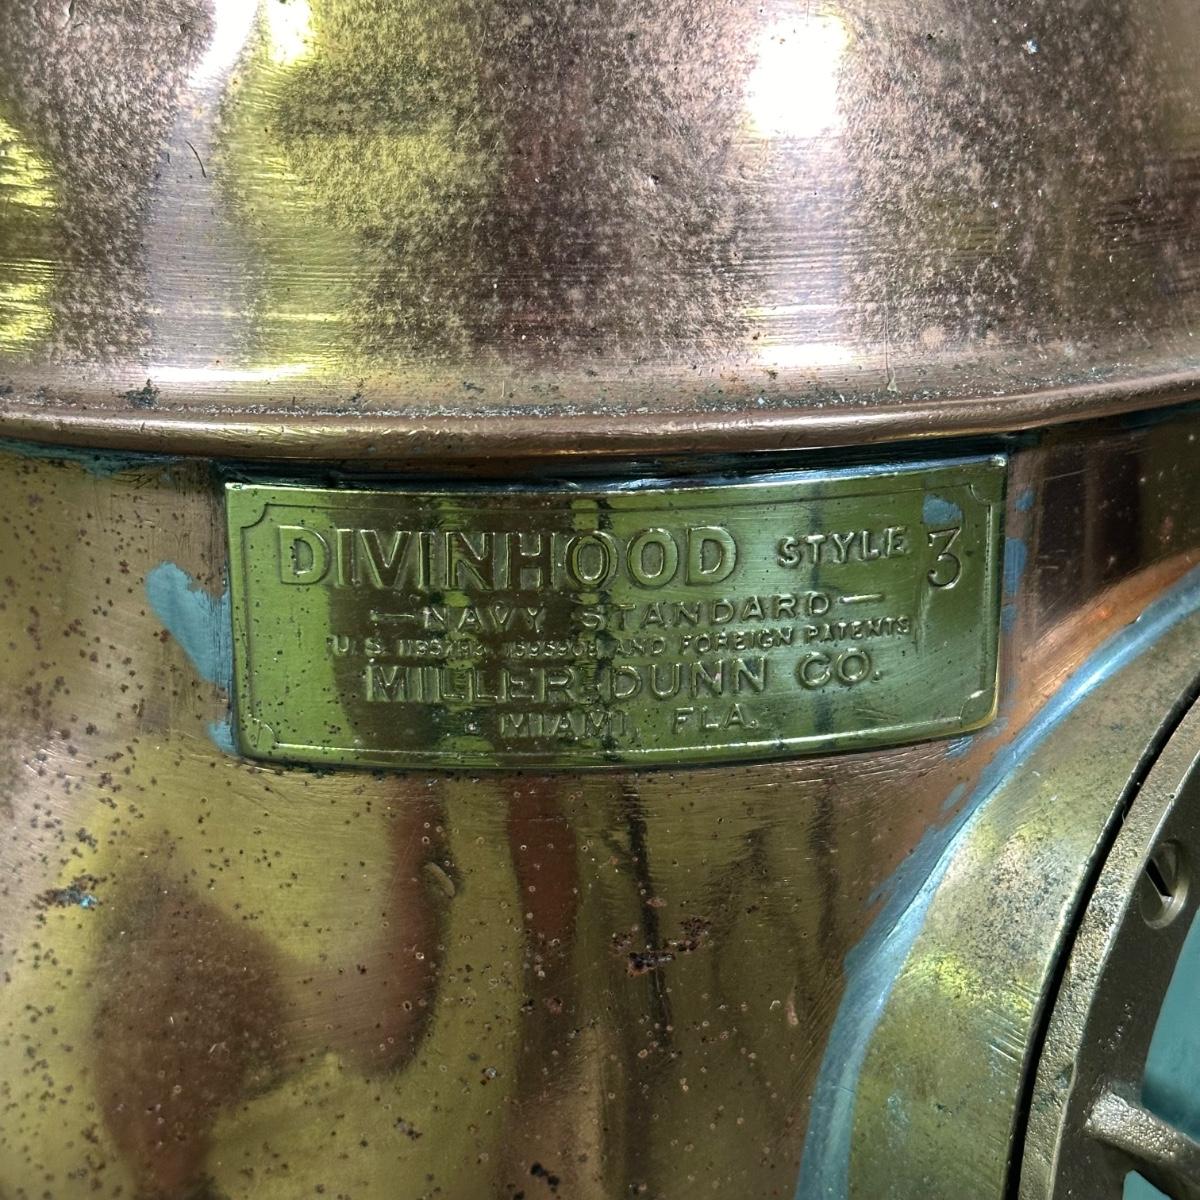 DIVINHOOD STYLE 3
—NAVY STANDARD—
U.S. AND FOREIGN PATENTS
MILLER-DUNN CO.
MIAMI, FLA.